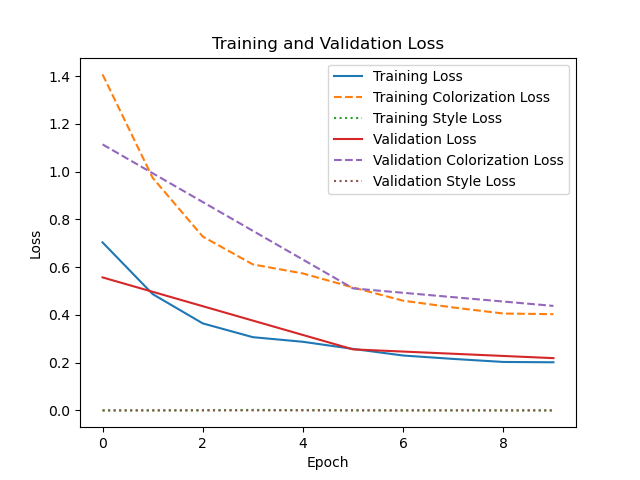 Training and Validation Loss
Training Loss
Training Colorization Loss
Training Style Loss
Validation Loss
Validation Colorization Loss
Validation Style Loss
Loss
1.4
1.2
1.0
0.8
0.6
0.4
0.2
0.0
0 2 4 6 8
Epoch